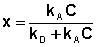 x = k_A C / (k_D + k_A C)